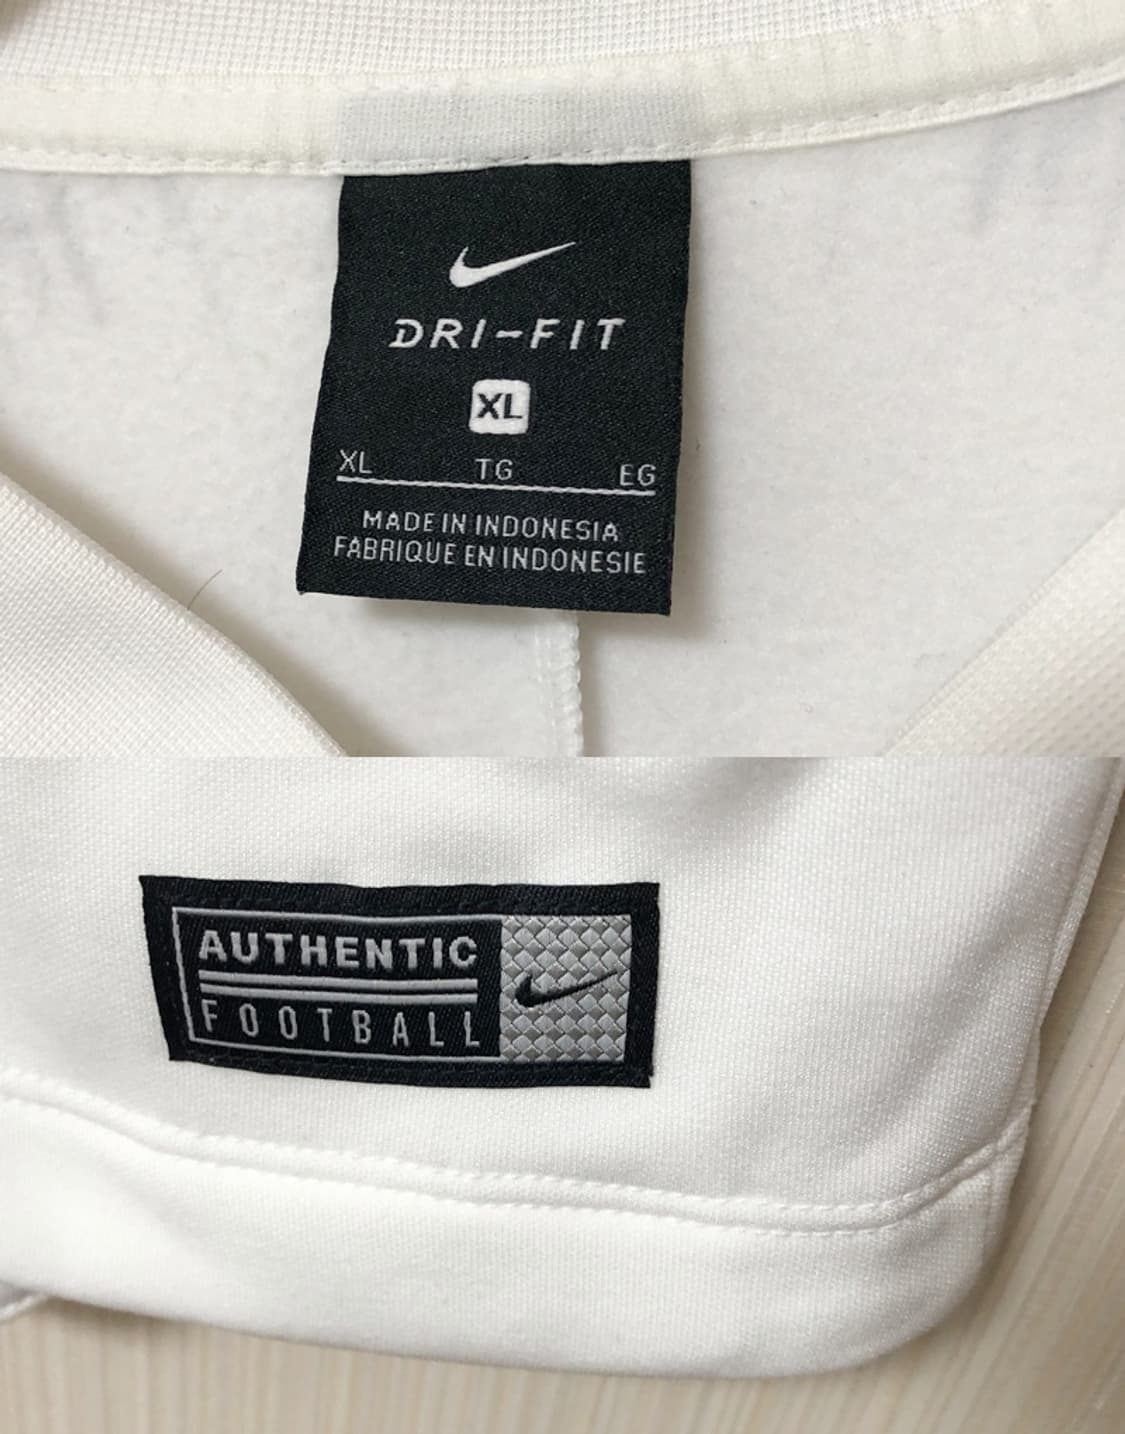 DRI-FIT
XL
XL TG EG
MADE IN INDONESIA
FABRIQUE EN INDONESIE
AUTHENTIC
FOOTBALL